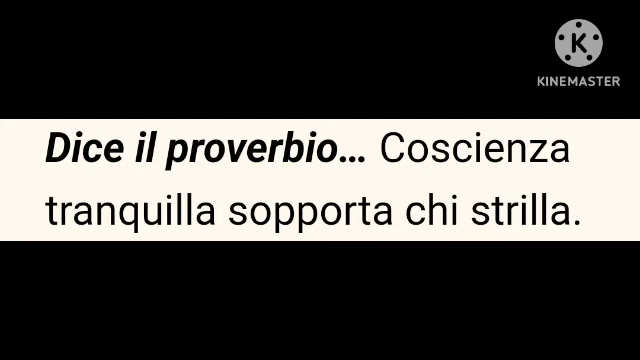 KINEMASTER
Dice il proverbio... Coscienza
tranquilla sopporta chi strilla.